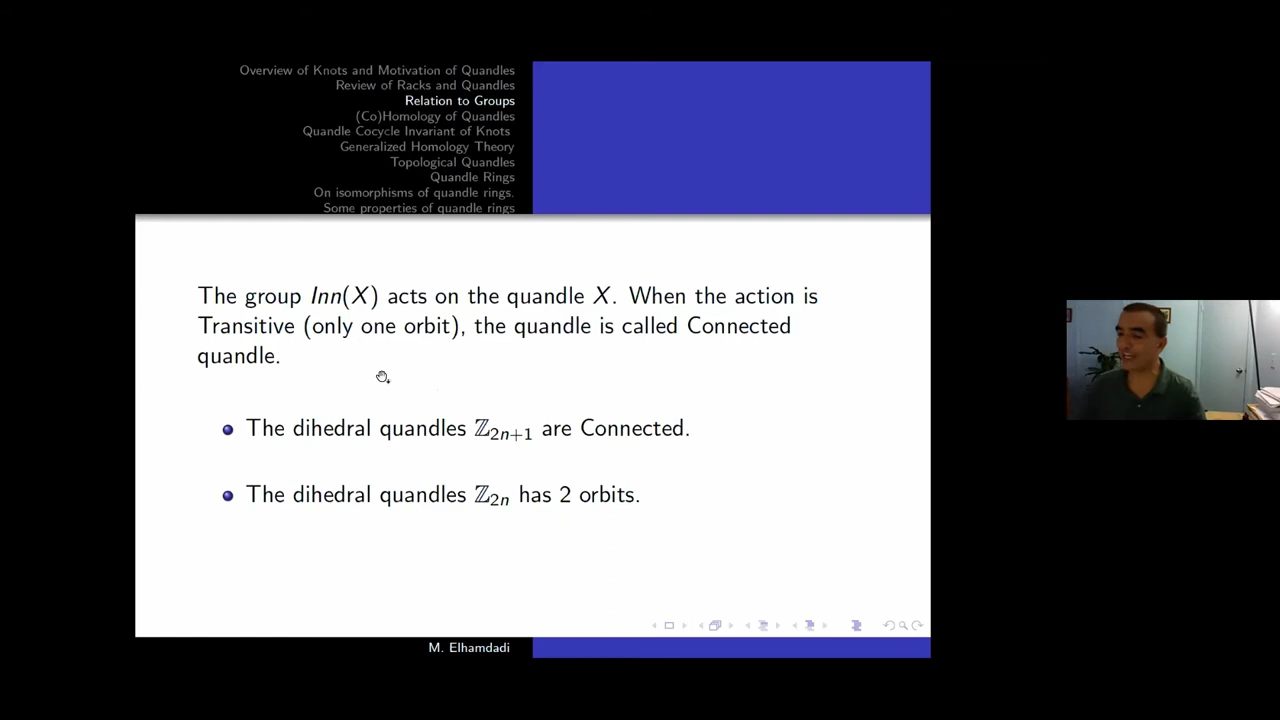 Overview of Knots and Motivation of Quandles
Review of Racks and Quandles
Relation to Groups
(Co)Homology of Quandles
Quandle Cocycle Invariant of Knots
Generalized Homology Theory
Topological Quandles
Quandle Rings
On isomorphisms of quandle rings.
Some properties of quandle rings
The group Inn(X) acts on the quandle X. When the action is
Transitive (only one orbit), the quandle is called Connected
quandle.
The dihedral quandles ℤ₂ₙ₊₁ are Connected.
The dihedral quandles ℤ₂ₙ has 2 orbits.
M. Elhamdadi